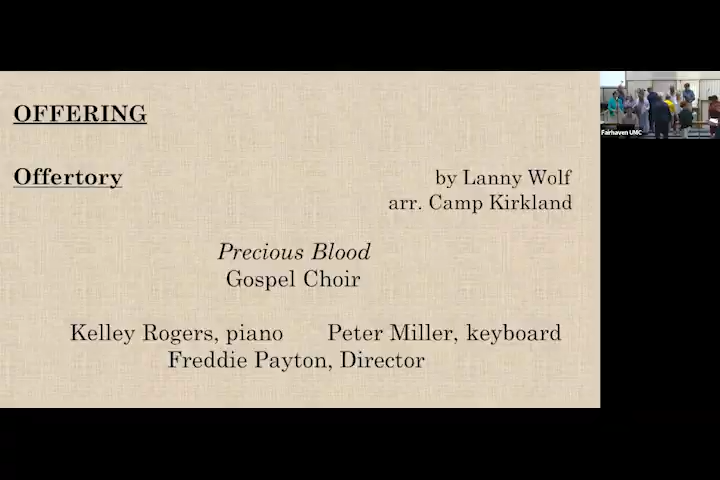 OFFERING
Offertory
by Lanny Wolf
arr. Camp Kirkland
Precious Blood
Gospel Choir
Kelley Rogers, piano Peter Miller, keyboard
Freddie Payton, Director
Fairhaven UMC